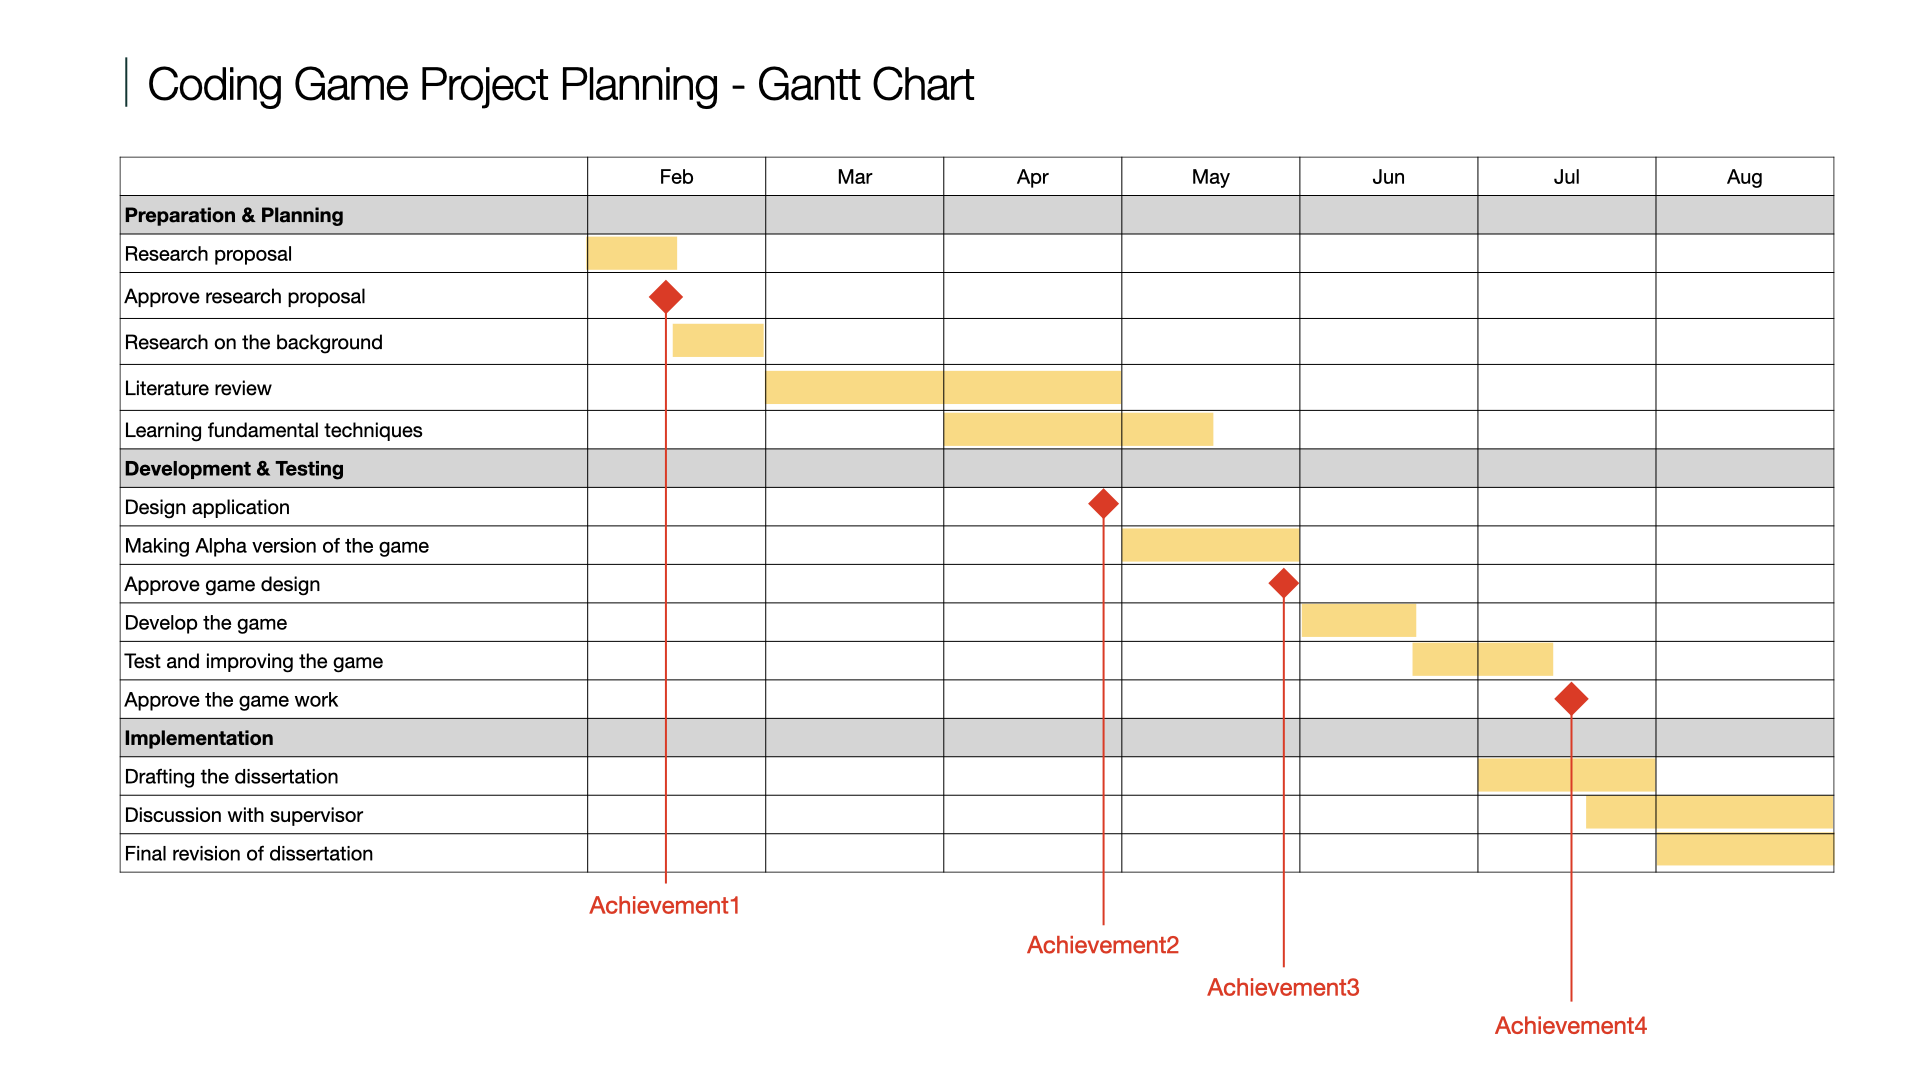 Coding Game Project Planning - Gantt Chart
Feb Mar Apr May Jun Jul Aug
Preparation & Planning
Research proposal
Approve research proposal
Research on the background
Literature review
Learning fundamental techniques
Development & Testing
Design application
Making Alpha version of the game
Approve game design
Develop the game
Test and improving the game
Approve the game work
Implementation
Drafting the dissertation
Discussion with supervisor
Final revision of dissertation
Achievement1
Achievement2
Achievement3
Achievement4